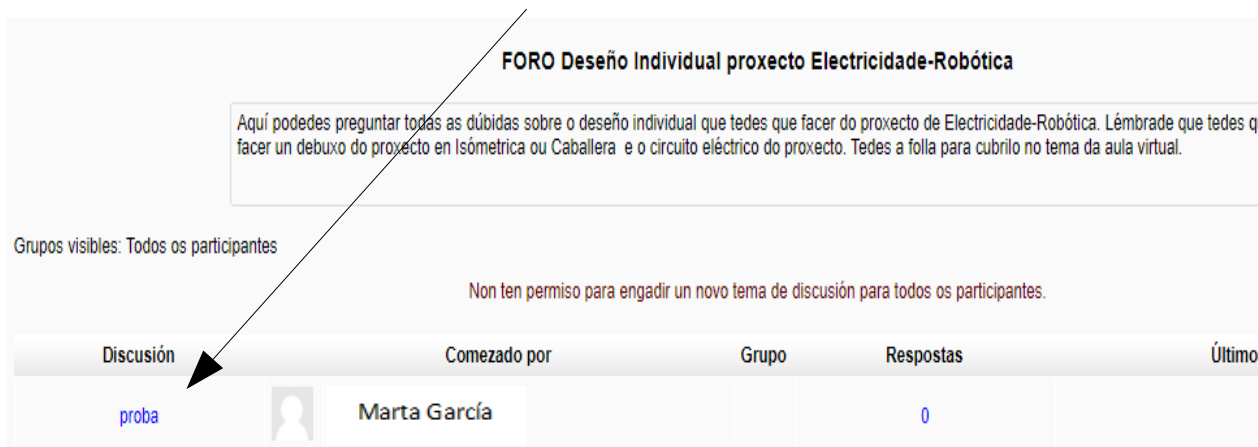 FORO Deseño Individual proxecto Electricidade-Robótica
Aquí podedes preguntar todas as dúbidas sobre o deseño individual que tedes que facer do proxecto de Electricidade-Robótica. Lémbrade que tedes q
facer un debuxo do proxecto en Isómetrica ou Caballera e o circuito eléctrico do proxecto. Tedes a folla para cubrilo no tema da aula virtual.
Grupos visibles: Todos os participantes
Non ten permiso para engadir un novo tema de discusión para todos os participantes.
Discusión Comezado por Grupo Respostas Último
proba Marta García 0